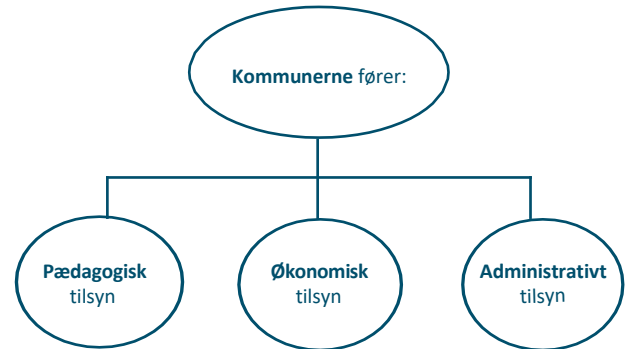 Kommunerne fører:
Pædagogisk
tilsyn
Økonomisk
tilsyn
Administrativt
tilsyn